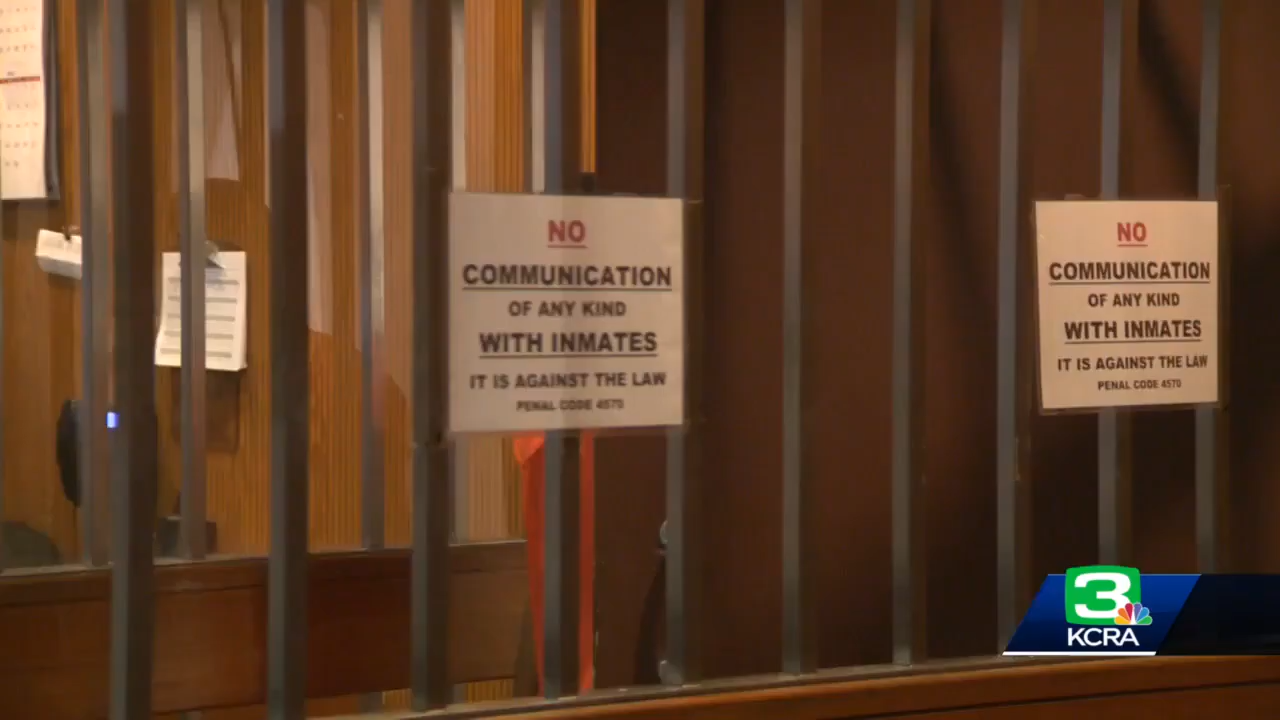 NO
COMMUNICATION
OF ANY KIND
WITH INMATES
IT IS AGAINST THE LAW
PENAL CODE 4570
NO
COMMUNICATION
OF ANY KIND
WITH INMATES
IT IS AGAINST THE LAW
PENAL CODE 4570
3
KCRA